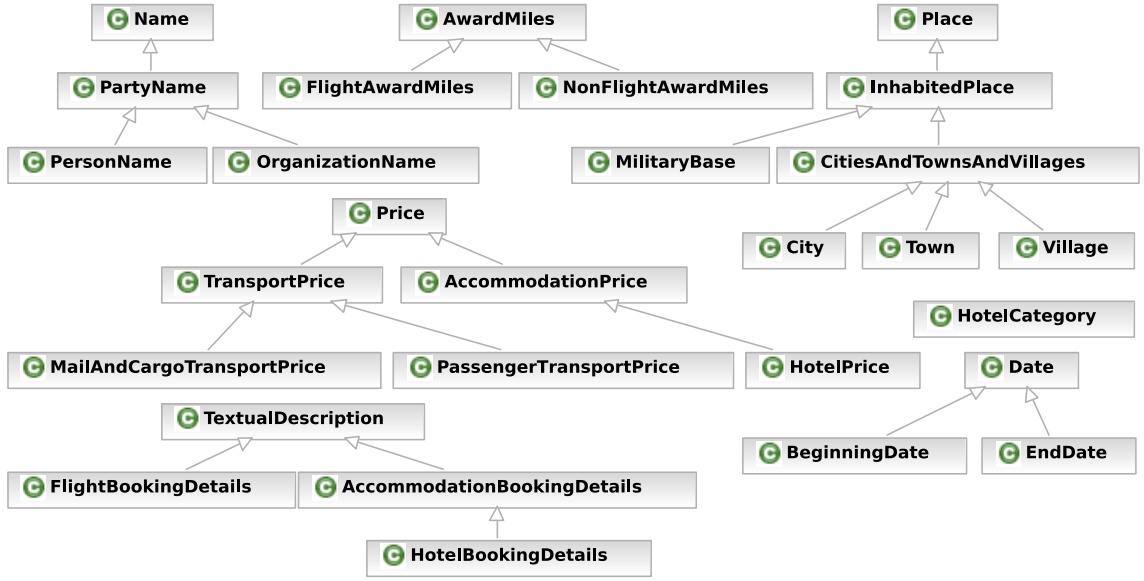 Name
AwardMiles
Place
PartyName
FlightAwardMiles
NonFlightAwardMiles
InhabitedPlace
PersonName
OrganizationName
MilitaryBase
CitiesAndTownsAndVillages
Price
City
Town
Village
TransportPrice
AccommodationPrice
HotelCategory
MailAndCargoTransportPrice
PassengerTransportPrice
HotelPrice
Date
TextualDescription
BeginningDate
EndDate
FlightBookingDetails
AccommodationBookingDetails
HotelBookingDetails